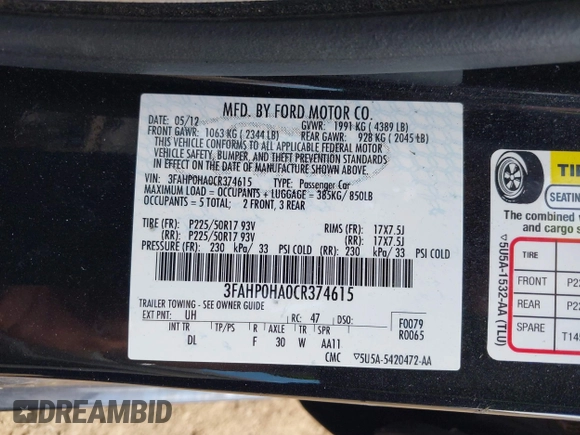 MFD. BY FORD MOTOR CO.
DATE: 05/12 GVWR: 1991 KG ( 4389 LB)
FRONT GAWR: 1063 KG ( 2344 LB) REAR GAWR: 928 KG ( 2045 LB)
THIS VEHICLE CONFORMS TO ALL APPLICABLE FEDERAL MOTOR
VEHICLE SAFETY, BUMPER, AND THEFT PREVENTION STANDARDS
IN EFFECT ON THE DATE OF MANUFACTURE SHOWN ABOVE.
VIN: 3FAHP0HA0CR374615 TYPE: Passenger Car
MAXIMUM LOAD = OCCUPANTS + LUGGAGE = 385KG/ 850LB
OCCUPANTS = 5 TOTAL; 2 FRONT, 3 REAR
TIRE (FR): P225/50R17 93V RIMS (FR): 17X7.5J
(RR): P225/50R17 93V (RR): 17X7.5J
PRESSURE (FR): 230 kPa/ 33 PSI COLD (RR): 230 kPa/ 33 PSI COLD
3FAHP0HA0CR374615
TRAILER TOWING - SEE OWNER GUIDE
EXT PNT: UH RC: 47 DSO: F0079
R0065
INT TR TP/PS R AXLE TR SPR
DL F 30 W AA11
CMC 5U5A-5420472-AA
5U5A-1532-AA (TLU)
TIR
SEATING
The combined
and cargo s
TIRE
FRONT P2
REAR P2
SPARE T14
DREAMBID